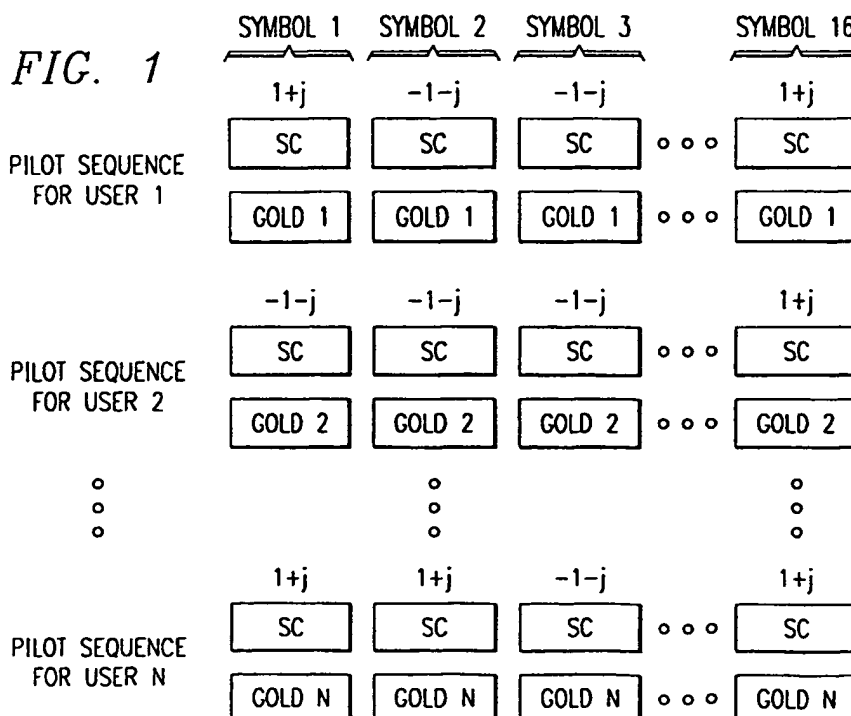 SYMBOL 1 SYMBOL 2 SYMBOL 3 SYMBOL 16
FIG. 1
1+j -1-j -1-j 1+j
SC SC SC SC
PILOT SEQUENCE
FOR USER 1
GOLD 1 GOLD 1 GOLD 1 GOLD 1
-1-j -1-j -1-j 1+j
SC SC SC SC
PILOT SEQUENCE
FOR USER 2
GOLD 2 GOLD 2 GOLD 2 GOLD 2
1+j 1+j -1-j 1+j
SC SC SC SC
PILOT SEQUENCE
FOR USER N
GOLD N GOLD N GOLD N GOLD N